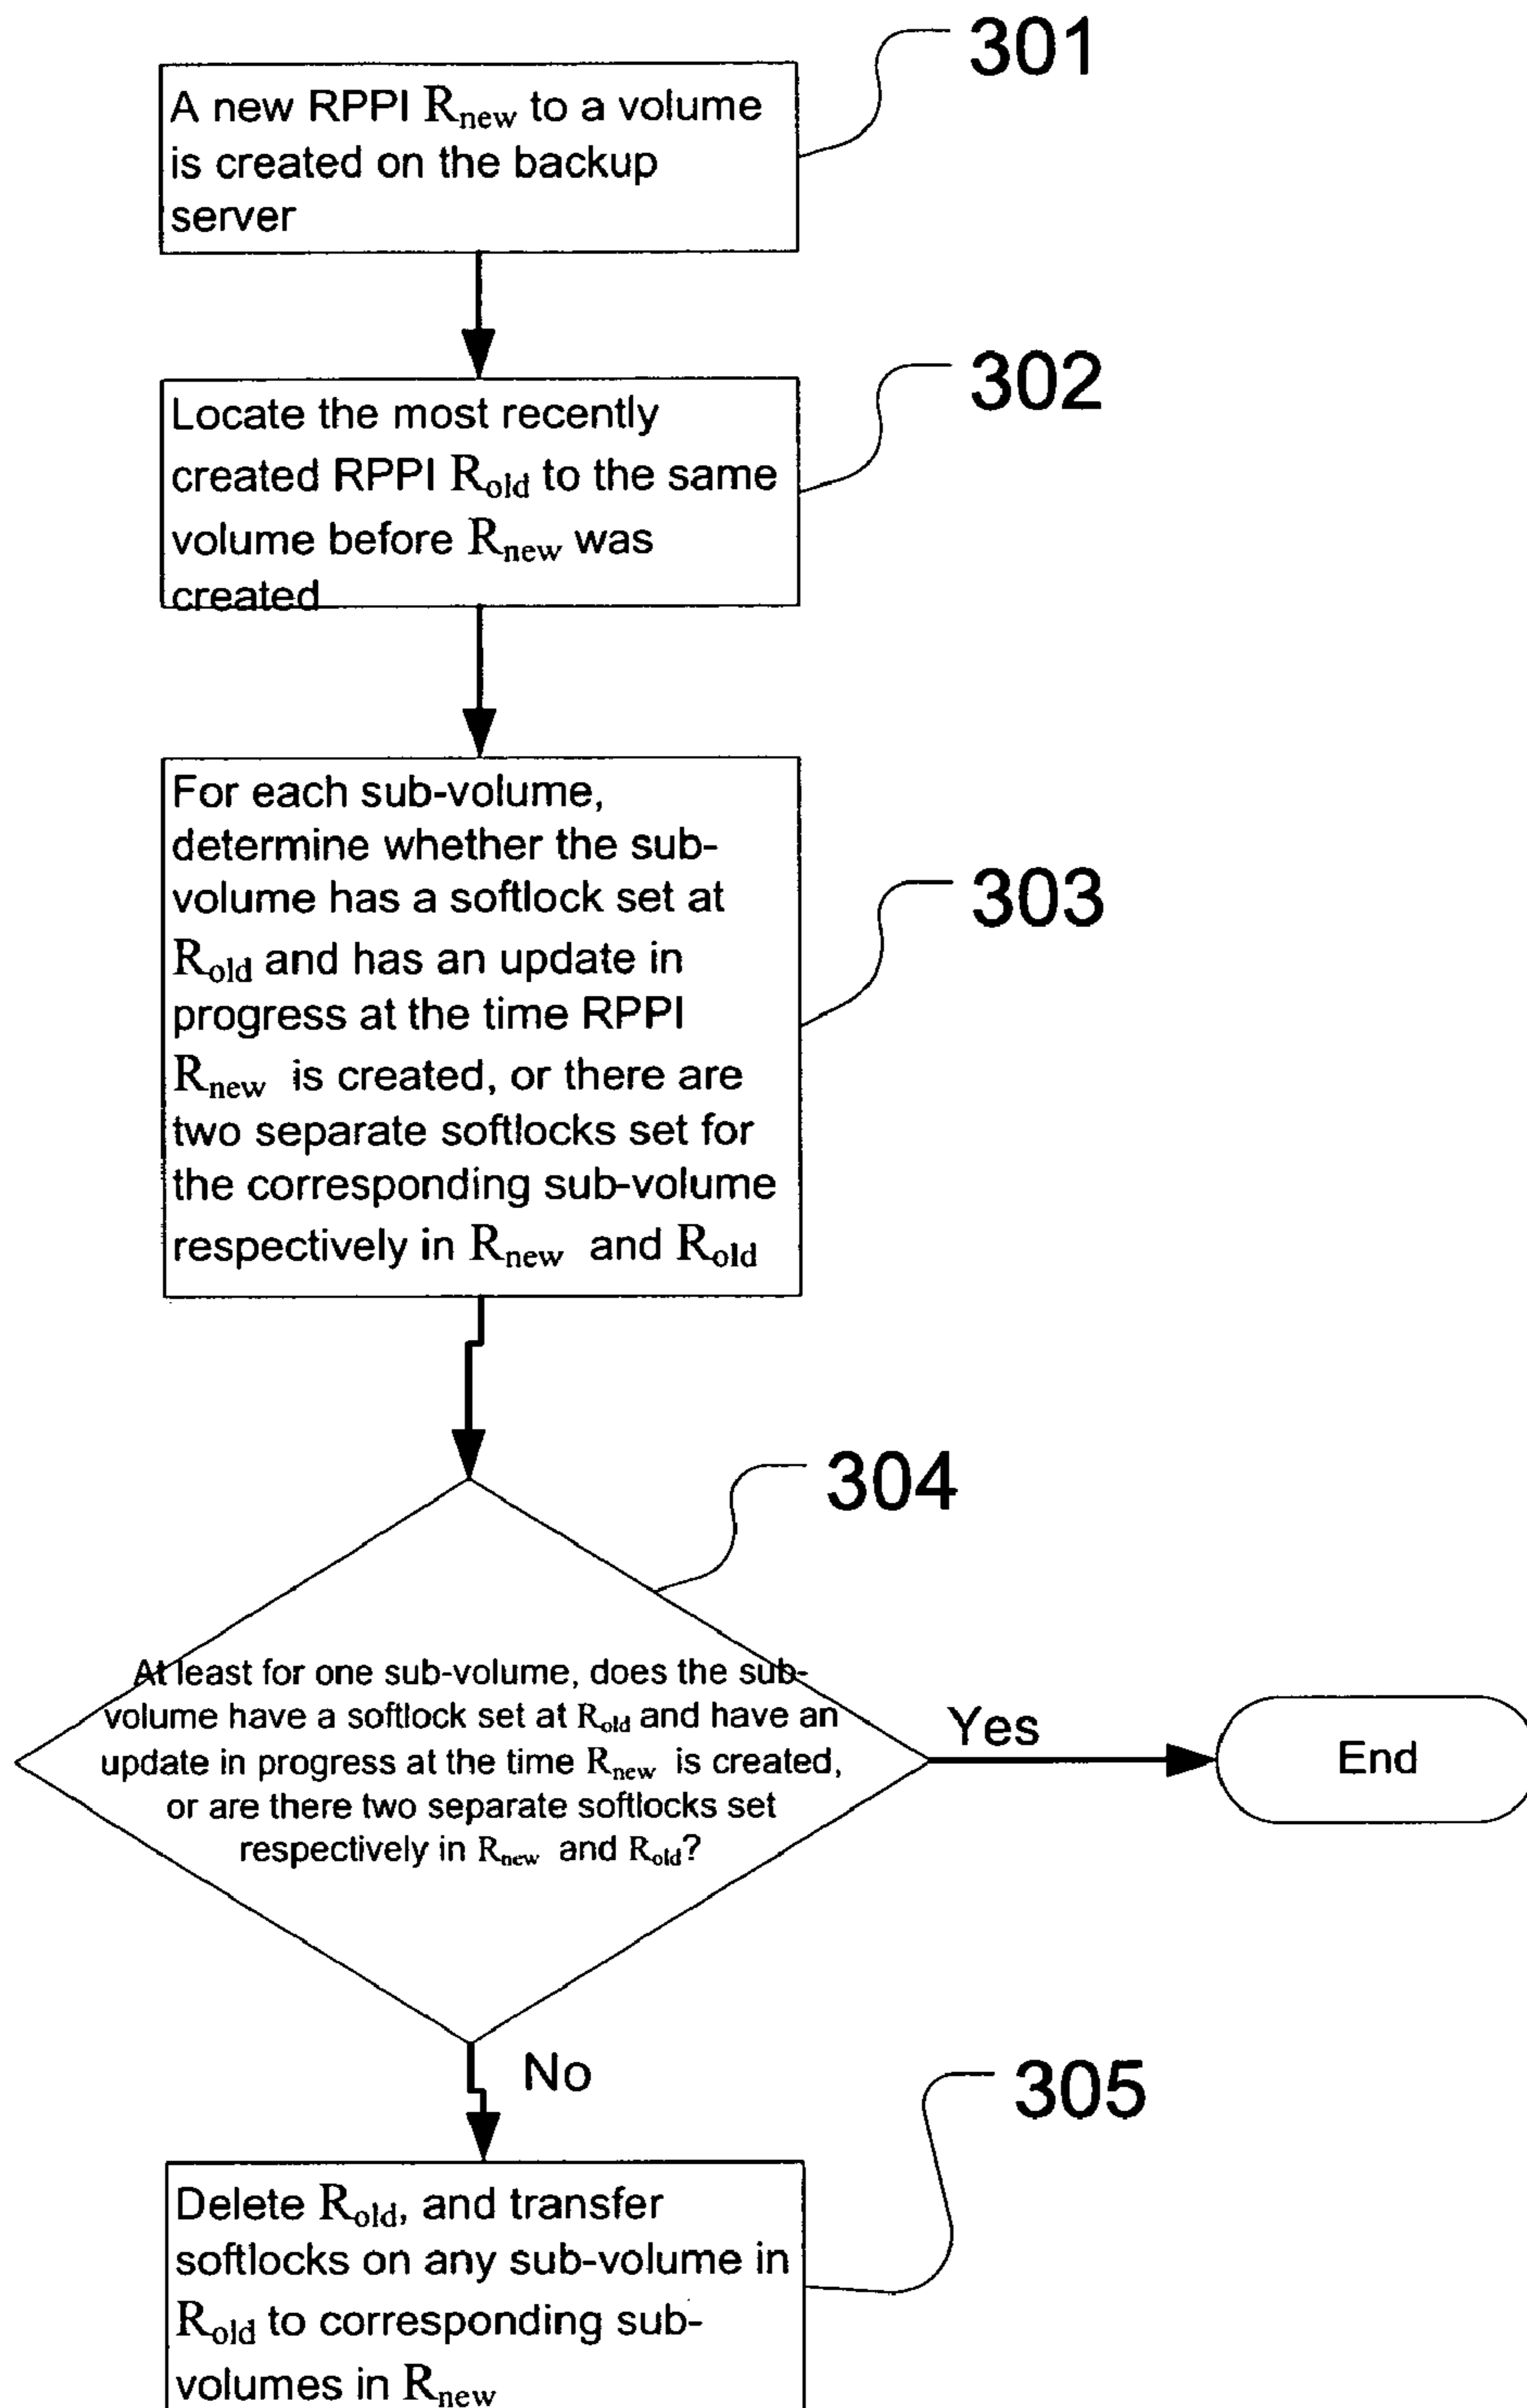 301
A new RPPI Rnew to a volume
is created on the backup
server
302
Locate the most recently
created RPPI Rold to the same
volume before Rnew was
created
303
For each sub-volume,
determine whether the sub-
volume has a softlock set at
Rold and has an update in
progress at the time RPPI
Rnew is created, or there are
two separate softlocks set for
the corresponding sub-volume
respectively in Rnew and Rold
304
At least for one sub-volume, does the sub-
volume have a softlock set at Rold and have an
update in progress at the time Rnew is created,
or are there two separate softlocks set
respectively in Rnew and Rold?
Yes
End
No
305
Delete Rold, and transfer
softlocks on any sub-volume in
Rold to corresponding sub-
volumes in Rnew